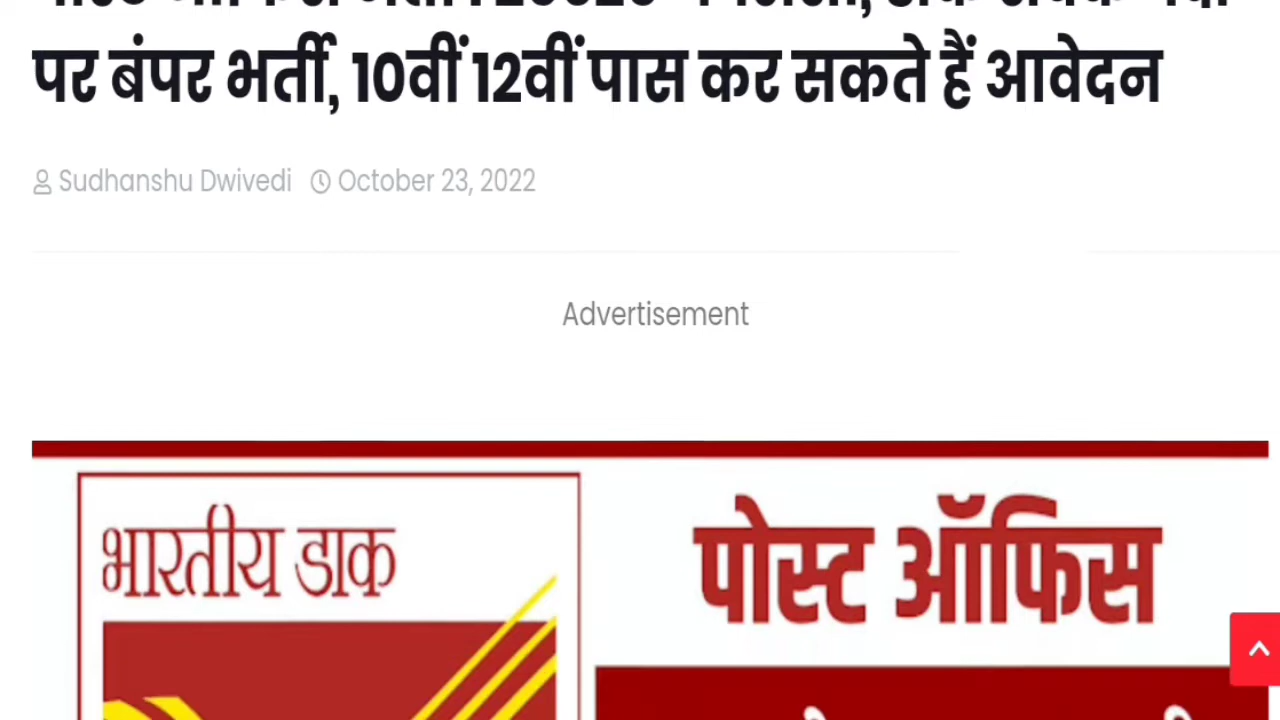 पर बंपर भर्ती, 10वीं 12वीं पास कर सकते हैं आवेदन
Sudhanshu Dwivedi October 23, 2022
Advertisement
भारतीय डाक
पोस्ट ऑफिस